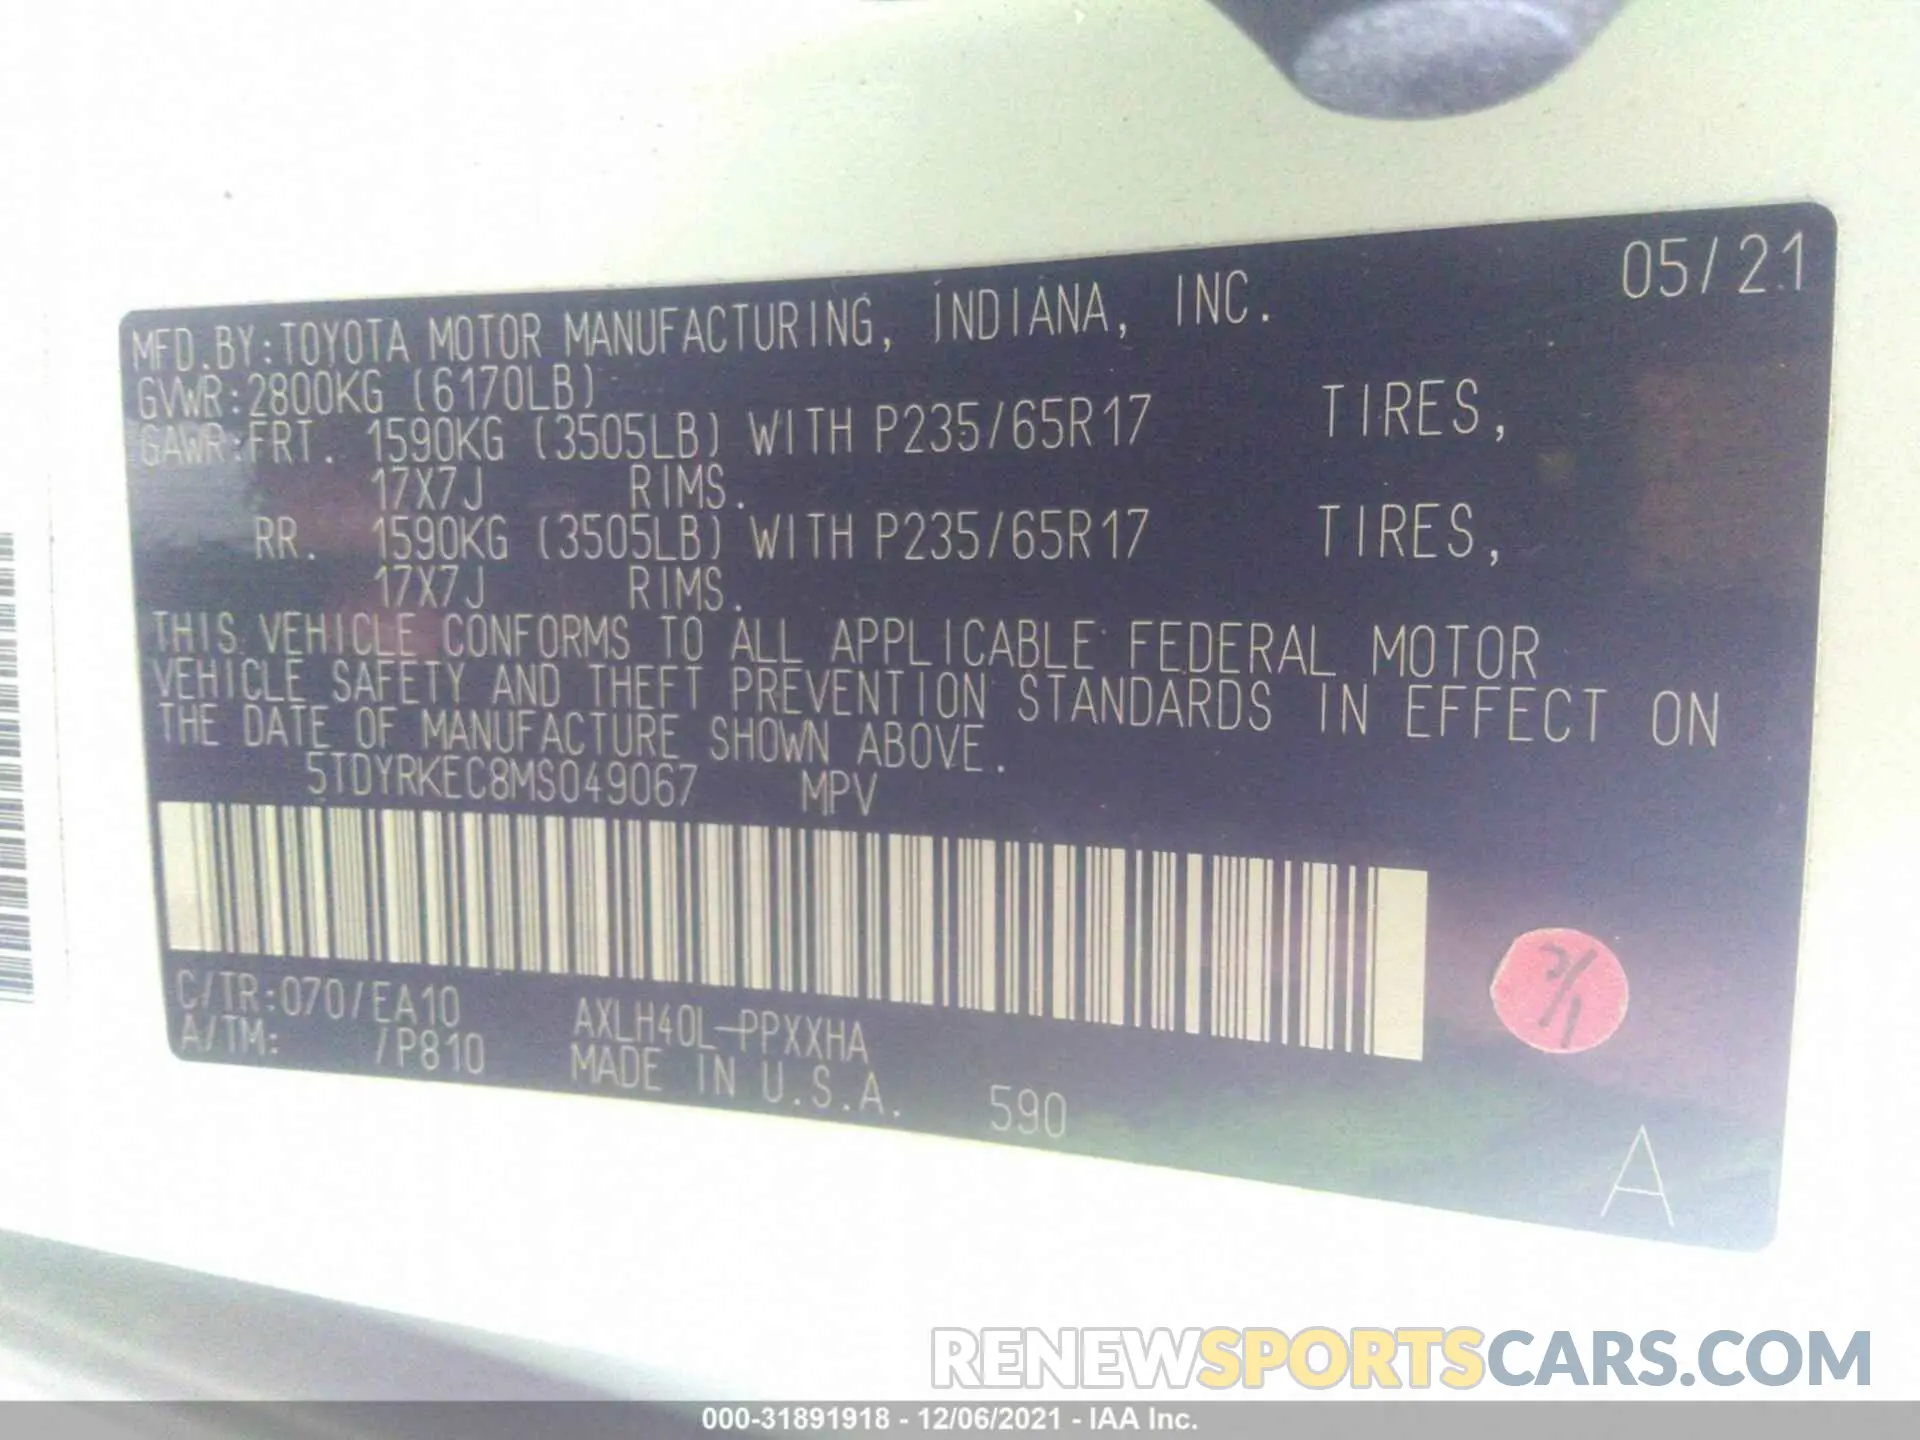 05/21
MFD.BY:TOYOTA MOTOR MANUFACTURING, INDIANA, INC.
GVWR:2800KG (6170LB)
GAWR:FRT. 1590KG (3505LB) WITH P235/65R17 TIRES,
17X7J RIMS.
RR. 1590KG (3505LB) WITH P235/65R17 TIRES,
17X7J RIMS.
THIS VEHICLE CONFORMS TO ALL APPLICABLE FEDERAL MOTOR
VEHICLE SAFETY AND THEFT PREVENTION STANDARDS IN EFFECT ON
THE DATE OF MANUFACTURE SHOWN ABOVE.
5TDYRKEC8MS049067 MPV
C/TR:070/EA10 AXLH40L-PPXXHA
A/TM: /P810 MADE IN U.S.A. 590
A
RENEWSPORTSCARS.COM
000-31891918 - 12/06/2021 - IAA Inc.